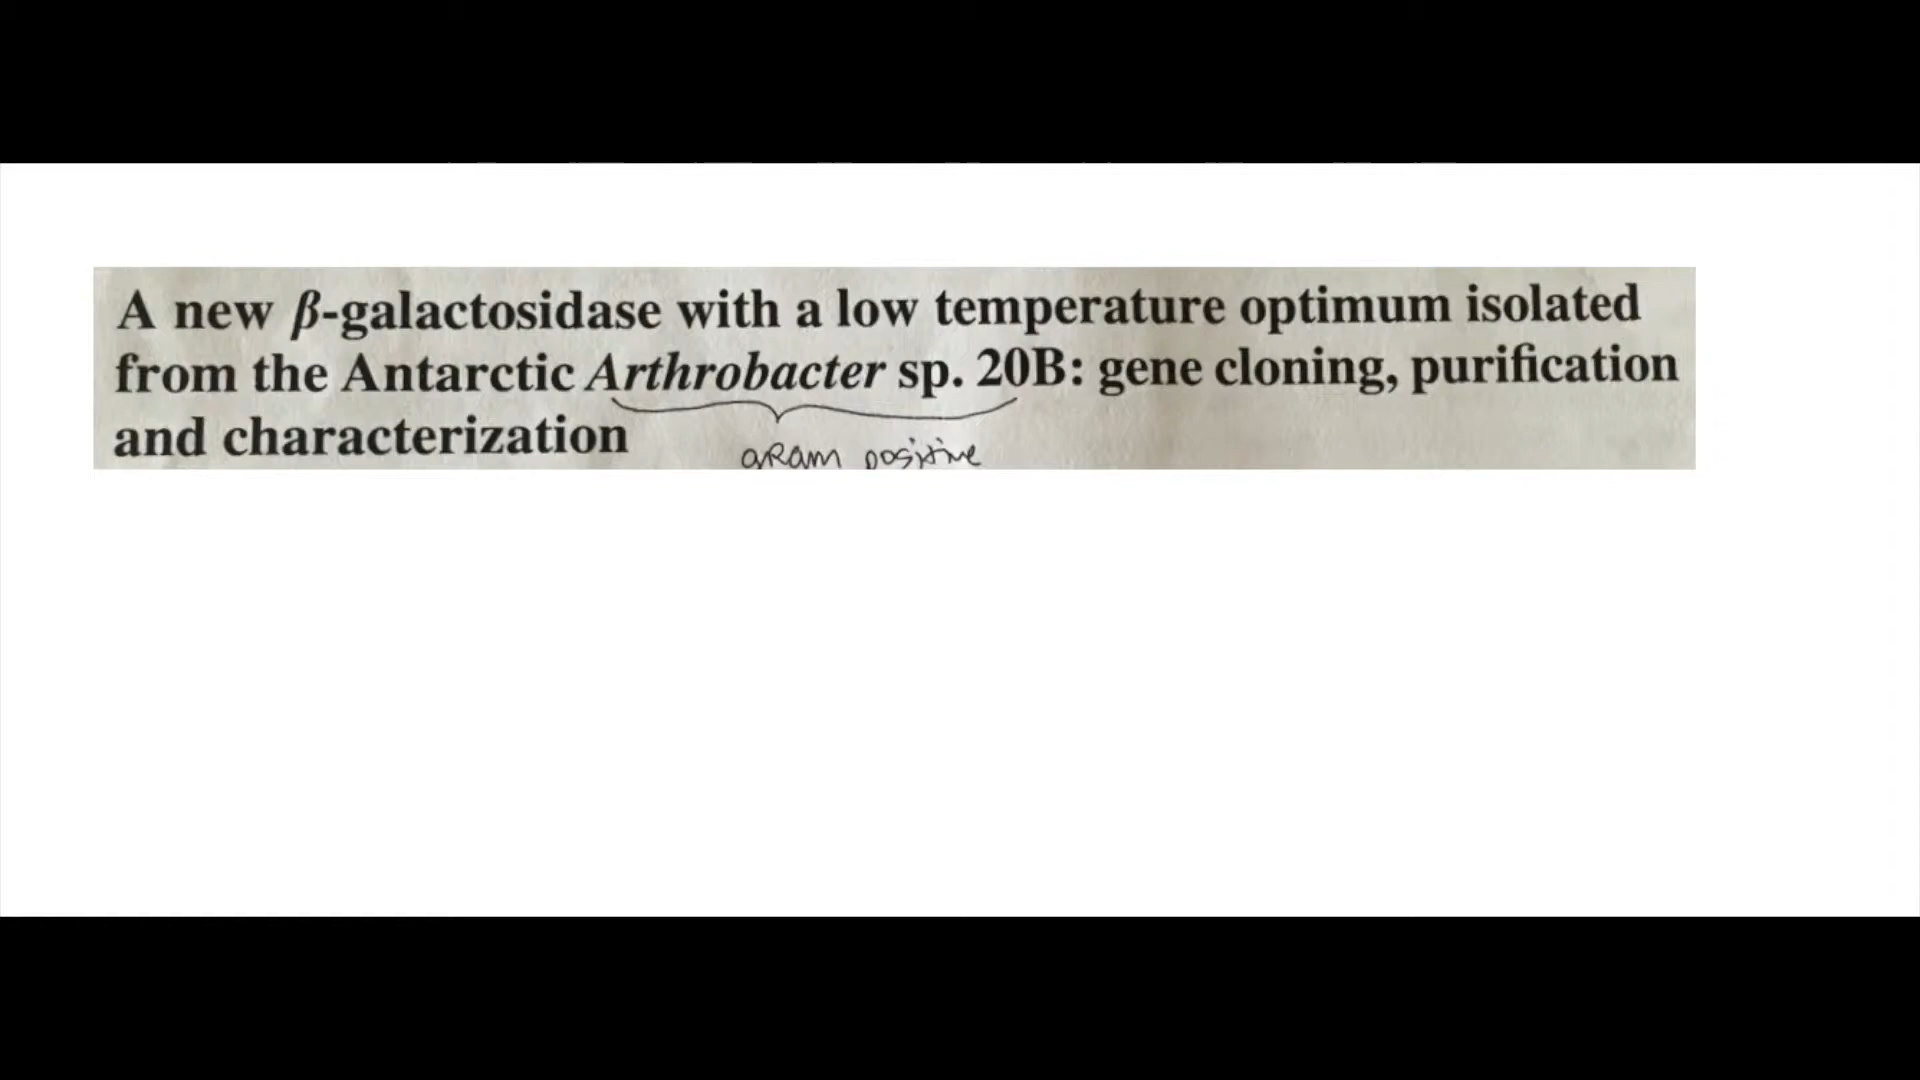 A new β-galactosidase with a low temperature optimum isolated
from the Antarctic Arthrobacter sp. 20B: gene cloning, purification
and characterization
gRam positive